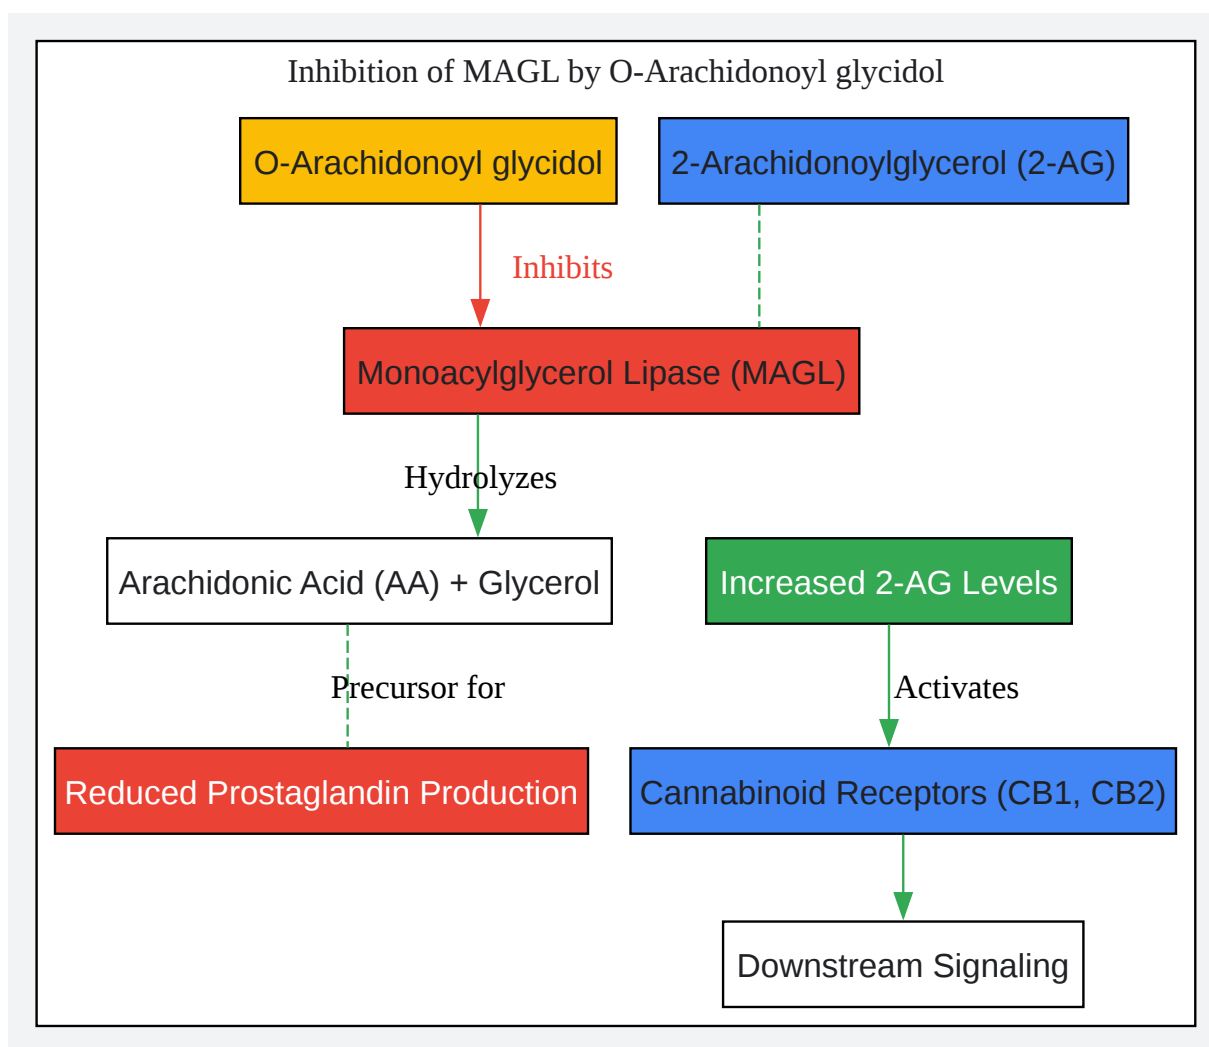 Inhibition of MAGL by O-Arachidonoyl glycidol
O-Arachidonoyl glycidol
2-Arachidonoylglycerol (2-AG)
Inhibits
Monoacylglycerol Lipase (MAGL)
Hydrolyzes
Arachidonic Acid (AA) + Glycerol
Increased 2-AG Levels
Precursor for
Activates
Reduced Prostaglandin Production
Cannabinoid Receptors (CB1, CB2)
Downstream Signaling